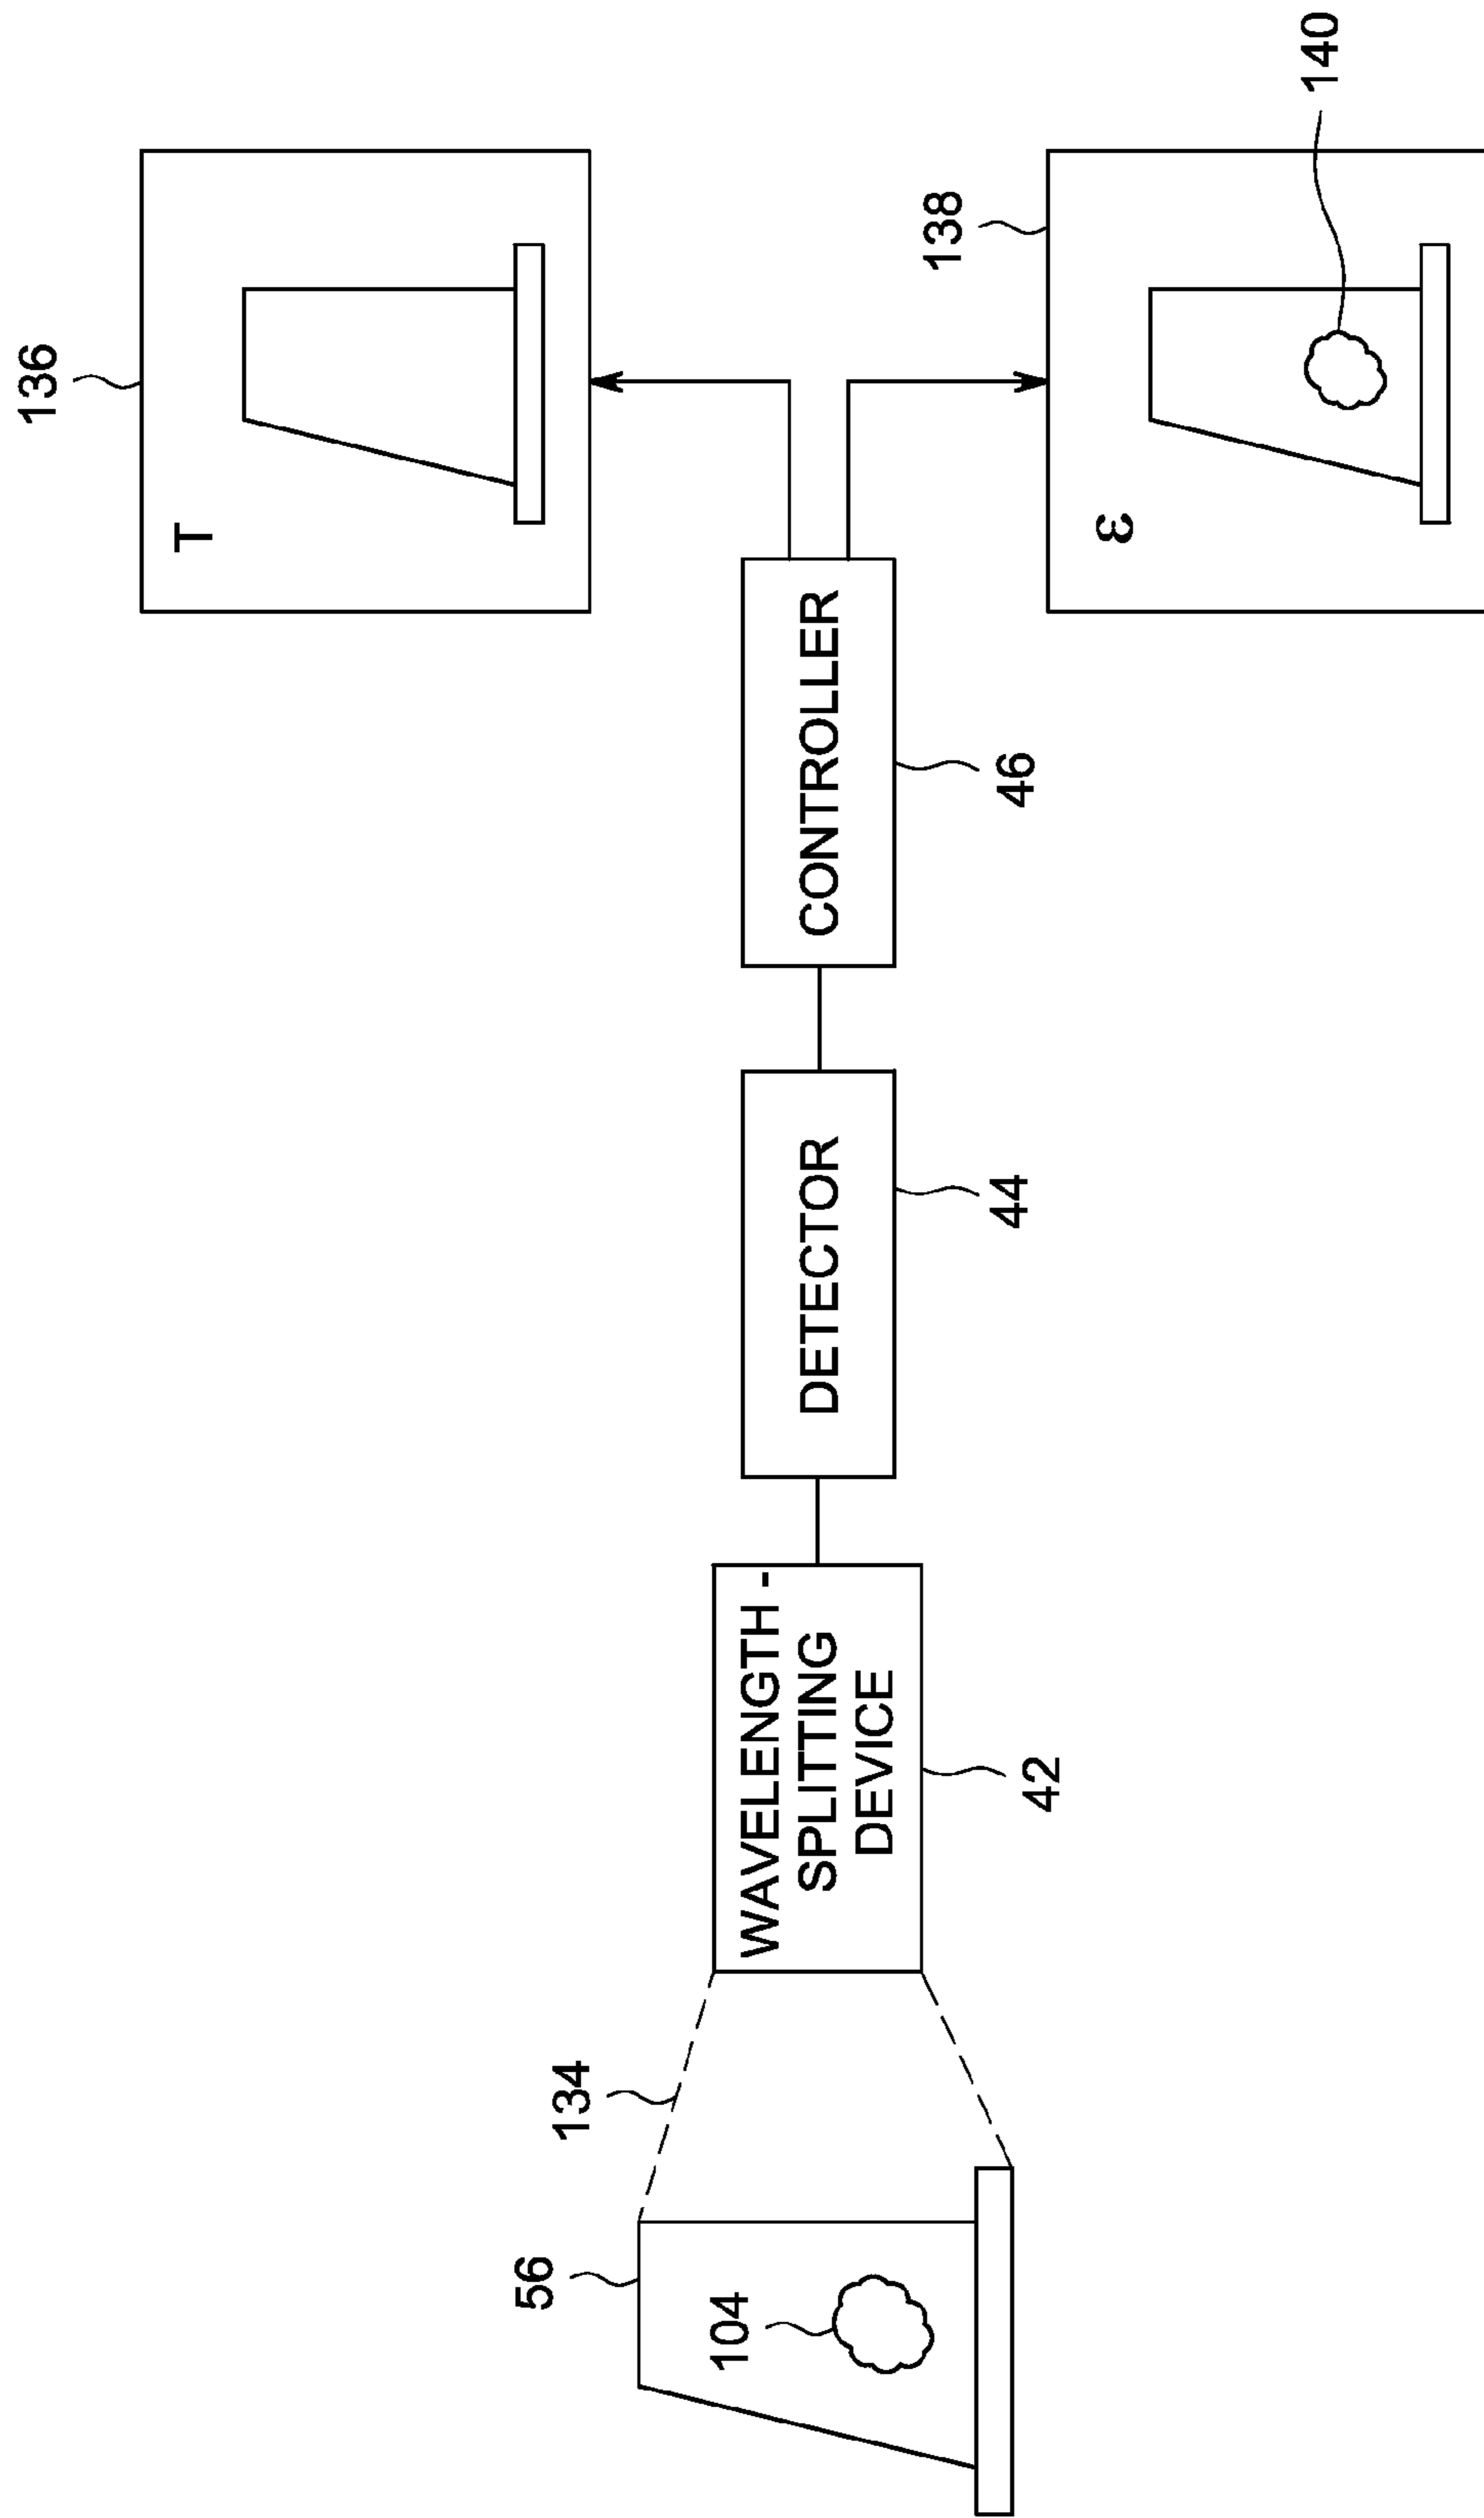 56
104
134
WAVELENGTH -
SPLITTING
DEVICE
42
DETECTOR
44
CONTROLLER
46
136
T
138
ε
140